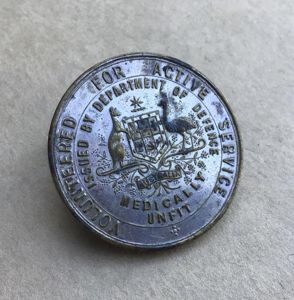 VOLUNTEERED FOR ACTIVE SERVICE
ISSUED BY DEPARTMENT OF DEFENCE
AUSTRALIA
MEDICALLY
UNFIT